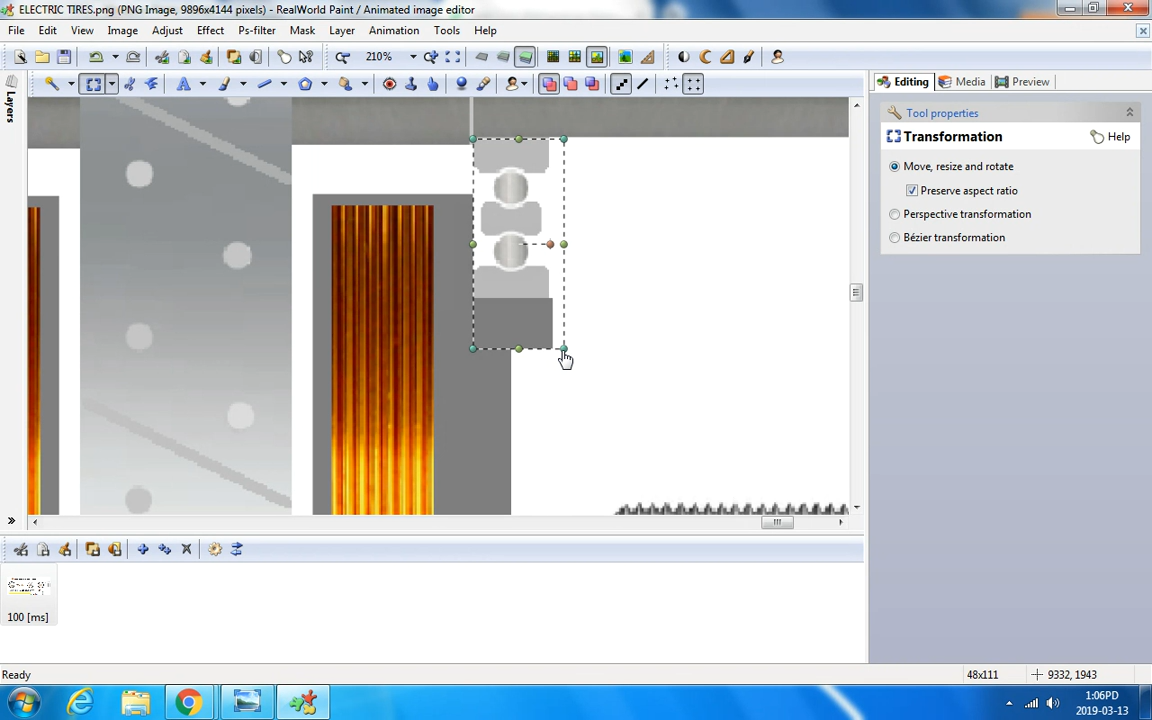 ELECTRIC TIRES.png (PNG Image, 9896x4144 pixels) - RealWorld Paint / Animated image editor
File Edit View Image Adjust Effect Ps-filter Mask Layer Animation Tools Help
210%
Editing Media Preview
Layers
Tool properties
Transformation Help
Move, resize and rotate
Preserve aspect ratio
Perspective transformation
Bézier transformation
100 [ms]
Ready 48x111 9332, 1943
1:06PD
2019-03-13